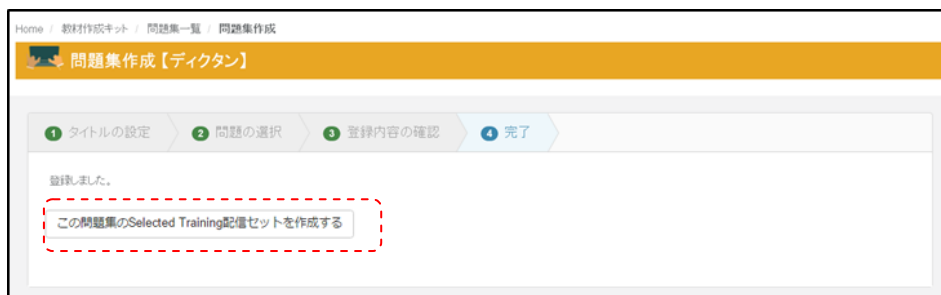 Home / 教材作成キット / 問題集一覧 / 問題集作成
問題集作成【ディクタン】
1 タイトルの設定 2 問題の選択 3 登録内容の確認 4 完了
登録しました。
この問題集のSelected Training配信セットを作成する